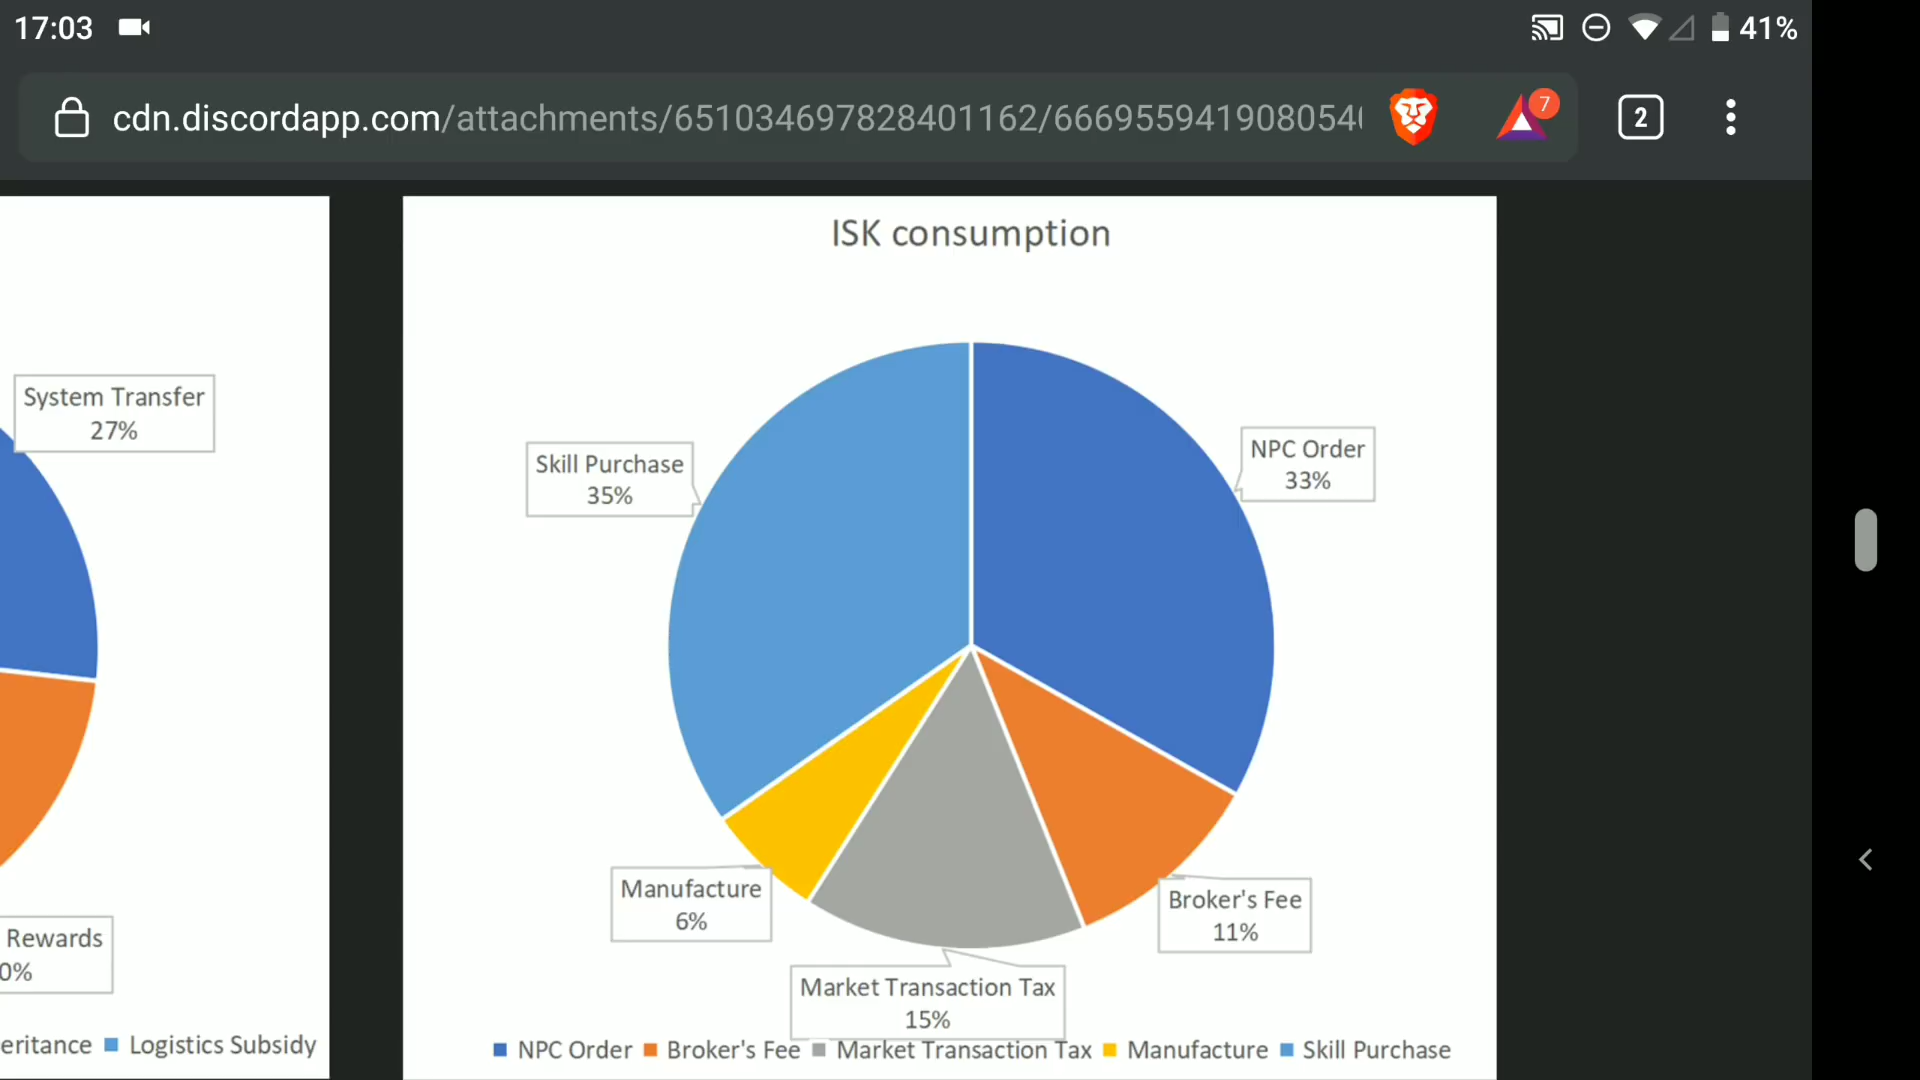 17:03
41%
cdn.discordapp.com/attachments/651034697828401162/66695594190805
7
2
System Transfer
27%
Rewards
0%
eritance Logistics Subsidy
ISK consumption
Skill Purchase
35%
NPC Order
33%
Manufacture
6%
Broker's Fee
11%
Market Transaction Tax
15%
NPC Order Broker's Fee Market Transaction Tax Manufacture Skill Purchase